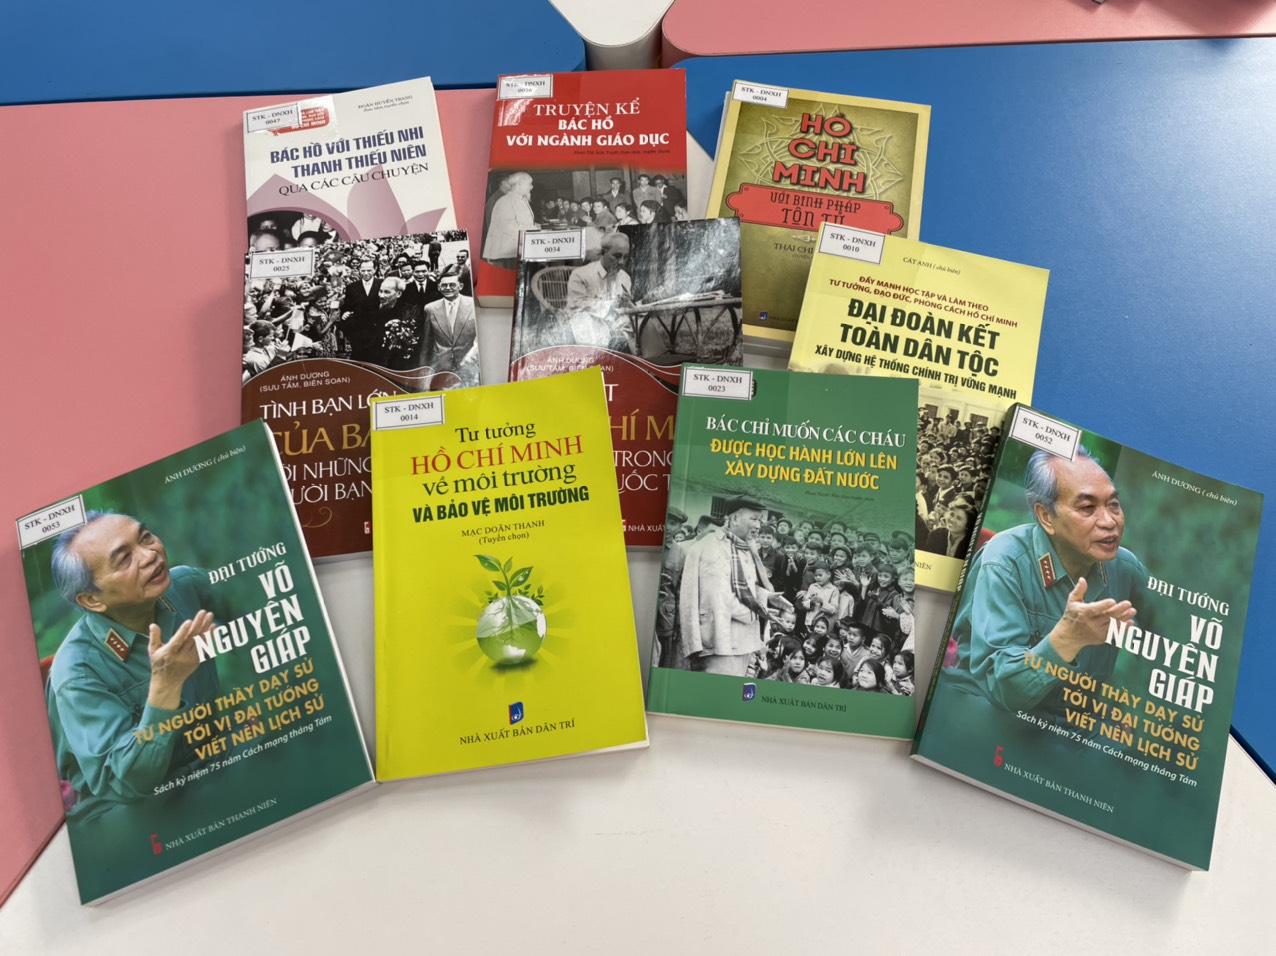 STK - DNXH
0047
ĐOÀN HUYỀN TRANG
BÁC HỒ VỚI THIẾU NHI
THANH THIẾU NIÊN
QUA CÁC CÂU CHUYỆN
STK - DNXH
0036
TRUYỆN KỂ
BÁC HỒ
VỚI NGÀNH GIÁO DỤC
STK - DNXH
0004
HỒ
CHÍ
MINH
VỚI BINH PHÁP
TÔN TỬ
STK - DNXH
0025
ÁNH DƯƠNG
(SƯU TẦM, BIÊN SOẠN)
TÌNH BẠN LỚN
CỦA
NHỮNG
STK - DNXH
0034
ÁNH DƯƠNG
(SƯU TẦM, BIÊN SOẠN)
TRONG
NHÀ XUẤT
STK - DNXH
0010
CÁT ANH (chủ biên)
ĐẨY MẠNH HỌC TẬP VÀ LÀM THEO
TƯ TƯỞNG, ĐẠO ĐỨC, PHONG CÁCH HỒ CHÍ MINH
ĐẠI ĐOÀN KẾT
TOÀN DÂN TỘC
XÂY DỰNG HỆ THỐNG CHÍNH TRỊ VỮNG MẠNH
STK - DNXH
0053
ÁNH DƯƠNG (chủ biên)
ĐẠI TƯỚNG
VÕ
NGUYÊN
GIÁP
TỪ NGƯỜI THẦY DẠY SỬ
TỚI VỊ ĐẠI TƯỚNG
VIẾT NÊN LỊCH SỬ
Sách kỷ niệm 75 năm Cách mạng tháng Tám
NHÀ XUẤT BẢN THANH NIÊN
STK - DNXH
0014
Tư tưởng
HỒ CHÍ MINH
về môi trường
VÀ BẢO VỆ MÔI TRƯỜNG
MẠC DOÃN THANH
(Tuyển chọn)
NHÀ XUẤT BẢN DÂN TRÍ
STK - DNXH
0023
BÁC CHỈ MUỐN CÁC CHÁU
ĐƯỢC HỌC HÀNH LỚN LÊN
XÂY DỰNG ĐẤT NƯỚC
NHÀ XUẤT BẢN DÂN TRÍ
STK - DNXH
0052
ÁNH DƯƠNG (chủ biên)
ĐẠI TƯỚNG
VÕ
NGUYÊN
GIÁP
TỪ NGƯỜI THẦY DẠY SỬ
TỚI VỊ ĐẠI TƯỚNG
VIẾT NÊN LỊCH SỬ
Sách kỷ niệm 75 năm Cách mạng tháng Tám
NHÀ XUẤT BẢN THANH NIÊN